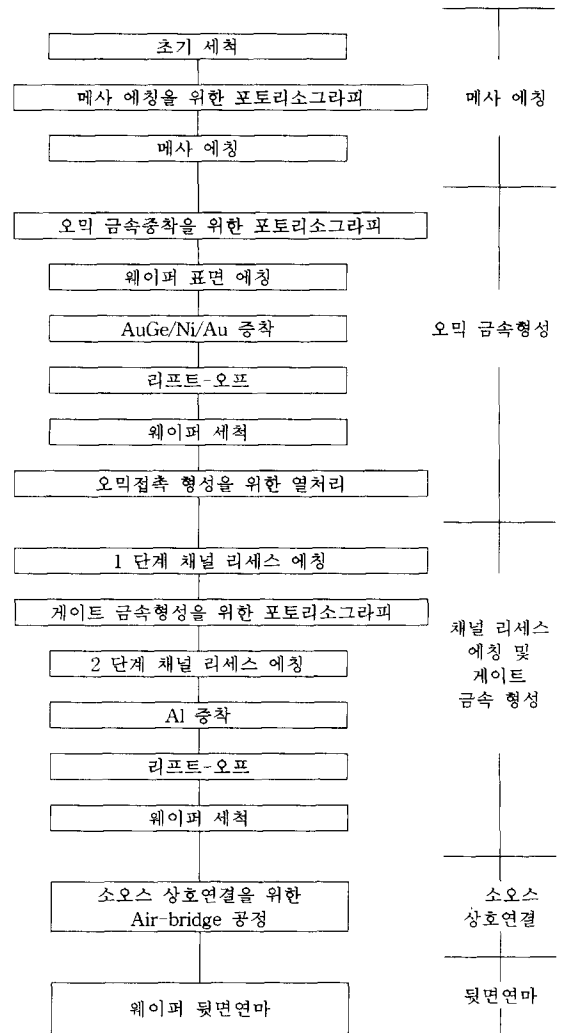 초기 세척
메사 에칭을 위한 포토리소그라피
메사 에칭
메사 에칭
오믹 금속증착을 위한 포토리소그라피
웨이퍼 표면 에칭
AuGe/Ni/Au 증착
리프트-오프
웨이퍼 세척
오믹접촉 형성을 위한 열처리
오믹 금속형성
1 단계 채널 리세스 에칭
게이트 금속형성을 위한 포토리소그라피
2 단계 채널 리세스 에칭
Al 증착
리프트-오프
웨이퍼 세척
채널 리세스
에칭 및
게이트
금속 형성
소오스 상호연결을 위한
Air-bridge 공정
소오스
상호연결
웨이퍼 뒷면연마
뒷면연마